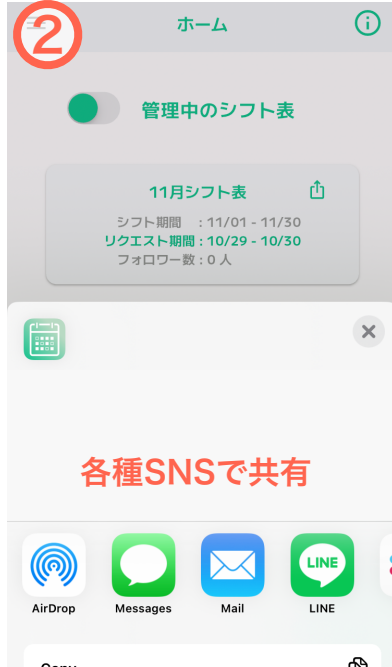 ②
ホーム
管理中のシフト表
11月シフト表
シフト期間 : 11/01 - 11/30
リクエスト期間 : 10/29 - 10/30
フォロワー数 : 0 人
各種SNSで共有
LINE
AirDrop Messages Mail LINE
Copy